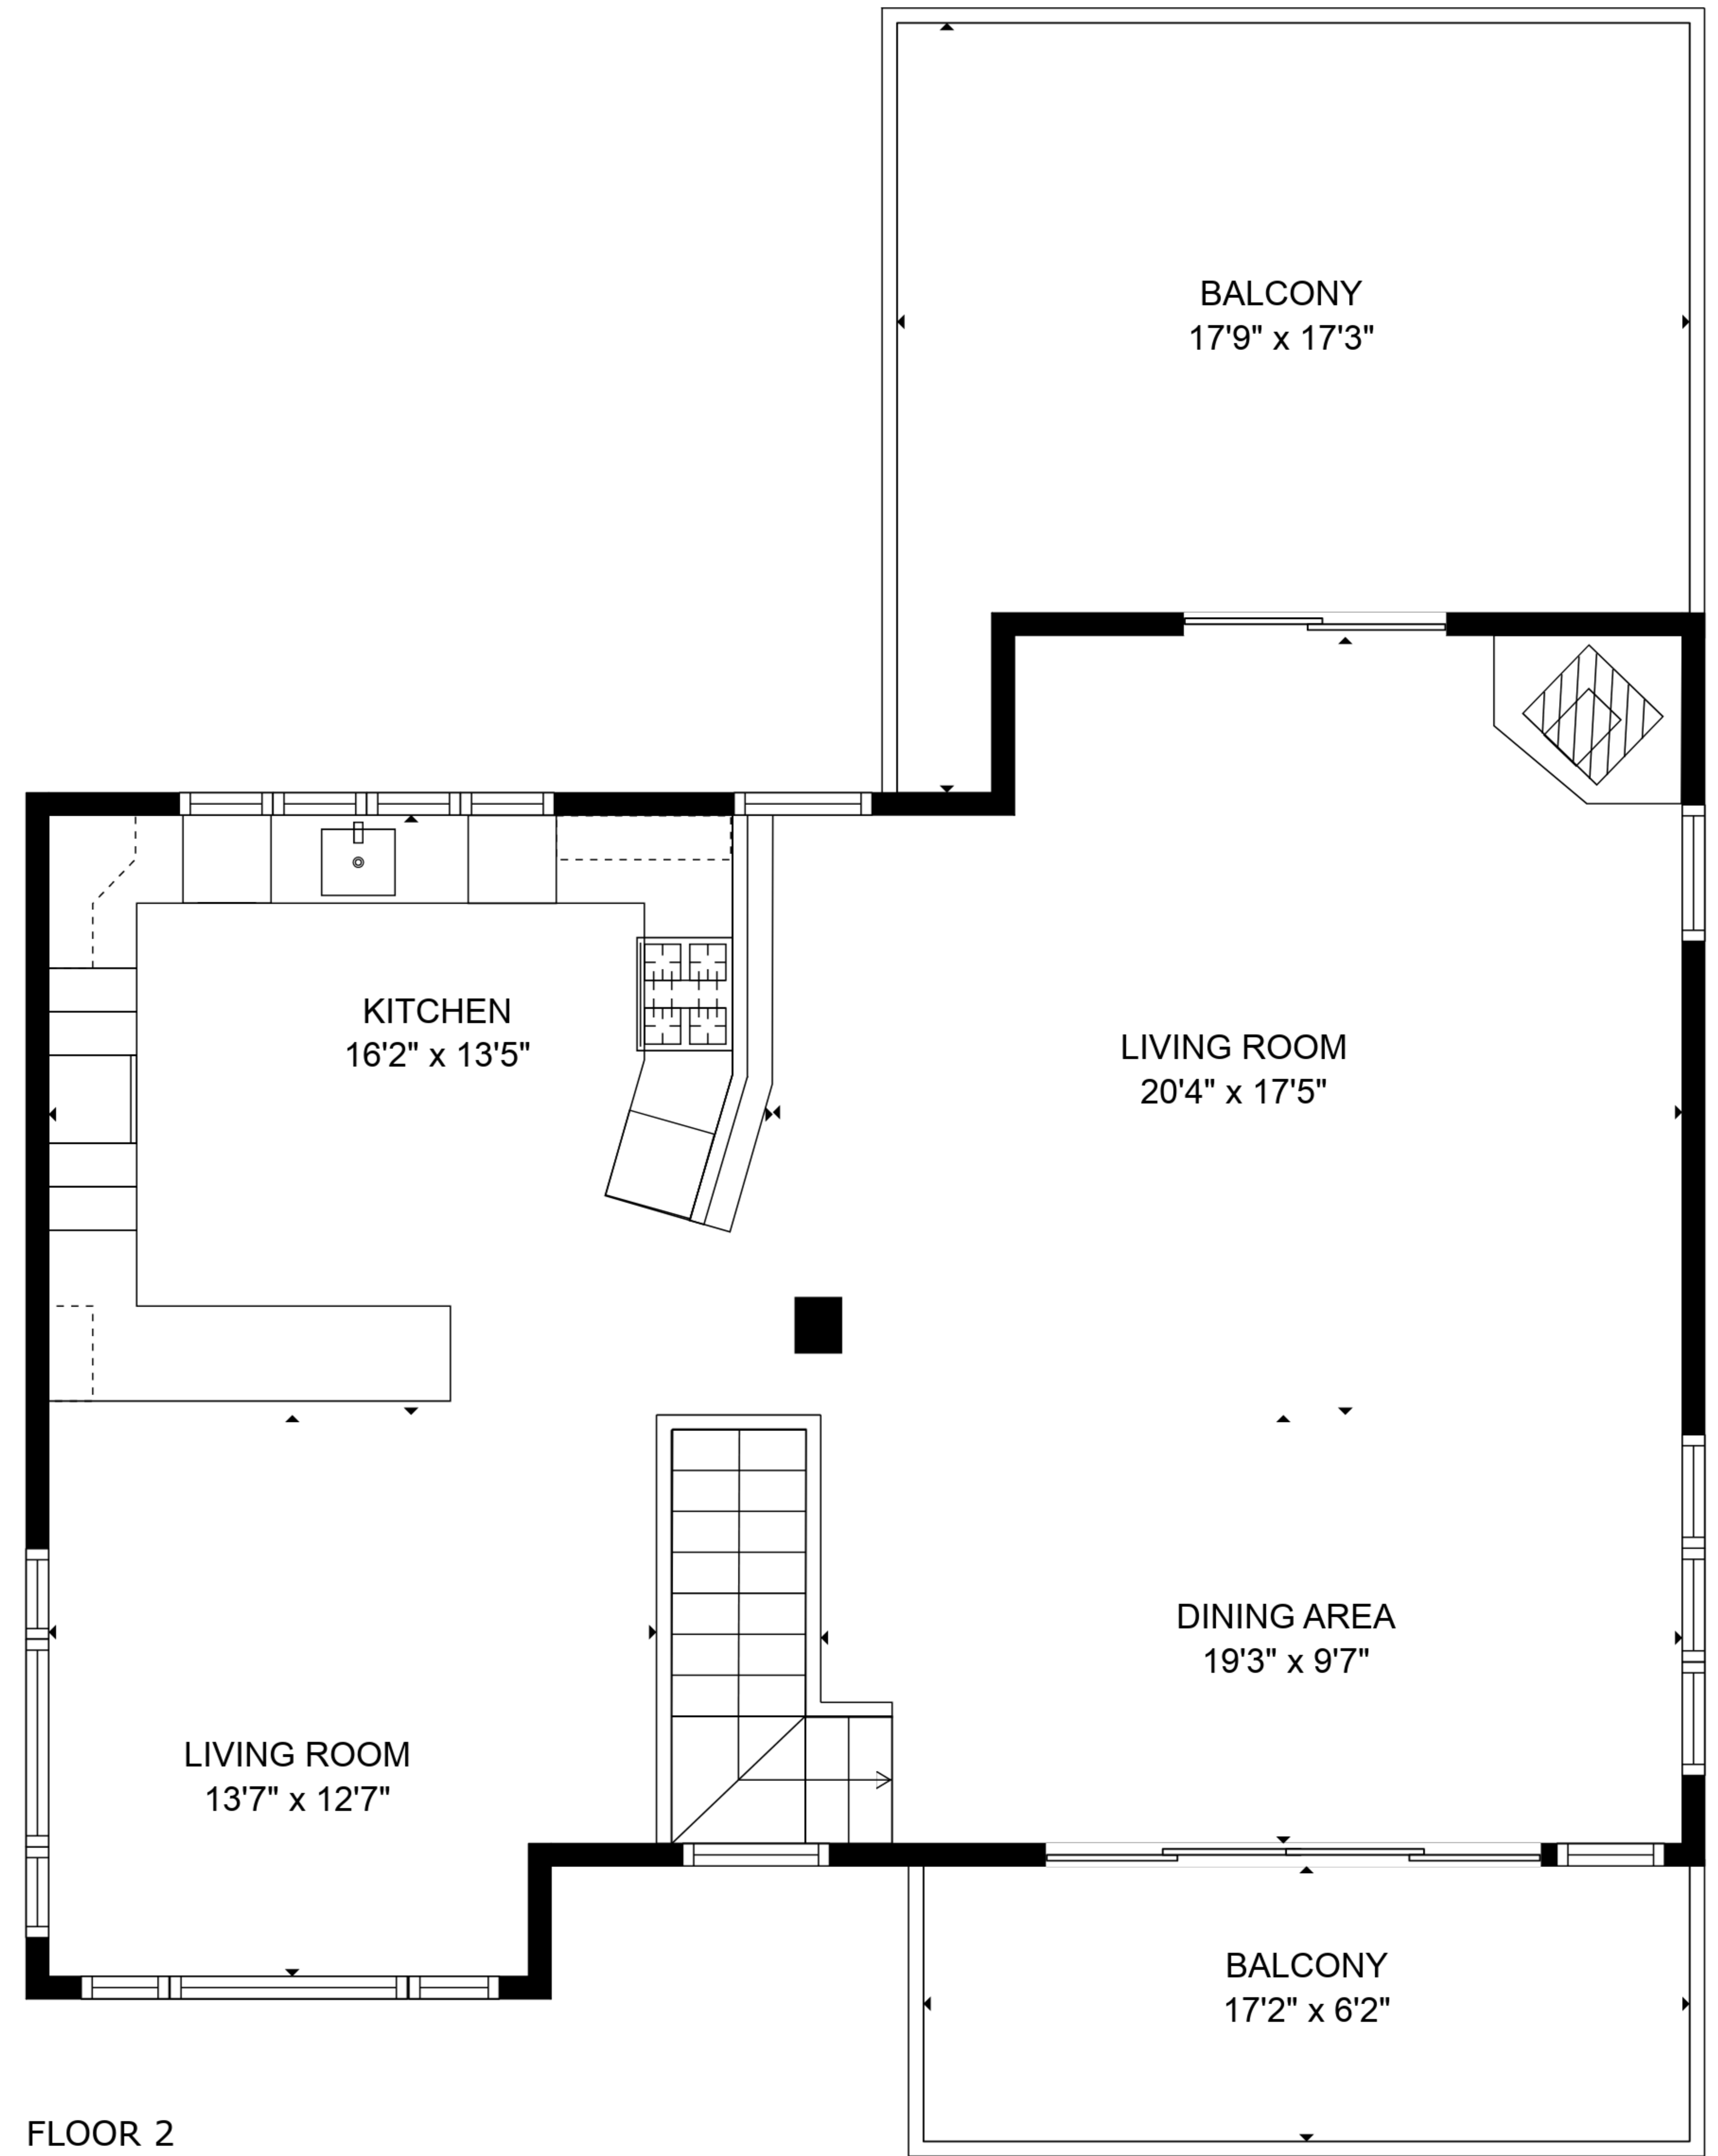 BALCONY
17'9" x 17'3"
KITCHEN
16'2" x 13'5"
LIVING ROOM
20'4" x 17'5"
DINING AREA
19'3" x 9'7"
LIVING ROOM
13'7" x 12'7"
BALCONY
17'2" x 6'2"
FLOOR 2